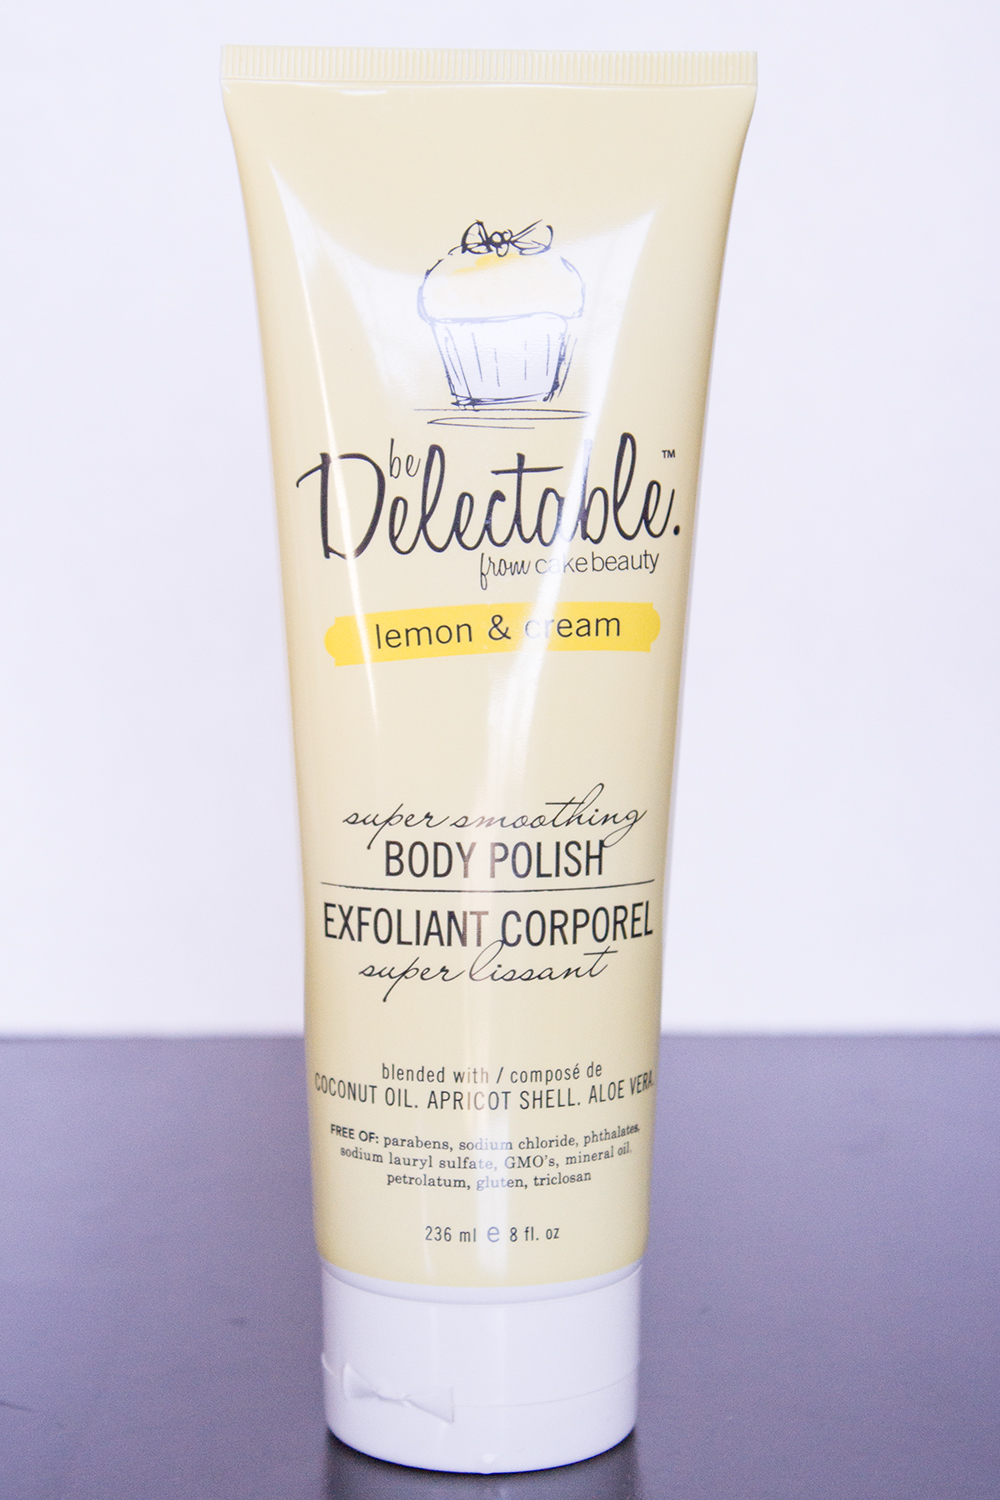 be
Delectable.™
from cake beauty
lemon & cream
super smoothing
BODY POLISH
EXFOLIANT CORPOREL
super lissant
blended with / composé de
COCONUT OIL. APRICOT SHELL. ALOE VERA.
FREE OF: parabens, sodium chloride, phthalates,
sodium lauryl sulfate, GMO's, mineral oil,
petrolatum, gluten, triclosan
236 ml e 8 fl. oz